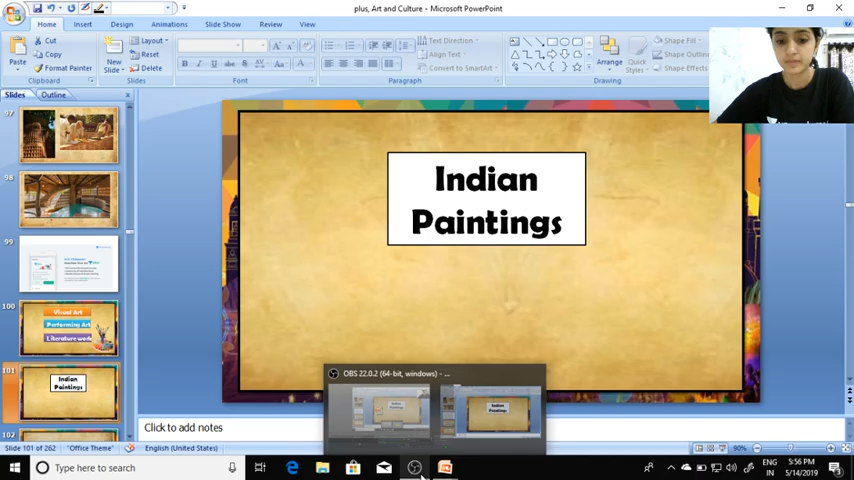 plus, Art and Culture - Microsoft PowerPoint
Home Insert Design Animations Slide Show Review View
Cut
Copy
Format Painter
Paste
Clipboard
New Slide
Layout
Reset
Delete
Slides
Font
Text Direction
Align Text
Convert to SmartArt
Paragraph
Arrange
Quick Styles
Shape Fill
Shape Outline
Shape Effects
Drawing
Slides Outline
97
98
99
100
Visual Art
Performing Art
Literature work
101
Indian
Paintings
102
Indian
Paintings
OBS 22.0.2 (64-bit, windows) - ...
Click to add notes
Slide 101 of 262 'Office Theme' English (United States) 90%
Type here to search
ENG
IN
5:56 PM
5/14/2019
3